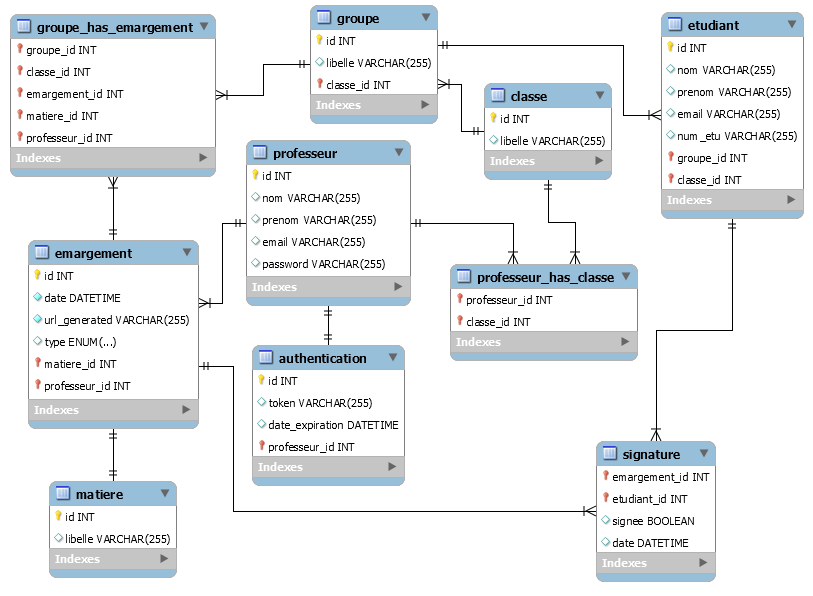 groupe_has_emargement
groupe_id INT
classe_id INT
emargement_id INT
matiere_id INT
professeur_id INT
Indexes
groupe
id INT
libelle VARCHAR(255)
classe_id INT
Indexes
classe
id INT
libelle VARCHAR(255)
Indexes
etudiant
id INT
nom VARCHAR(255)
prenom VARCHAR(255)
email VARCHAR(255)
num_etu VARCHAR(255)
groupe_id INT
classe_id INT
Indexes
professeur
id INT
nom VARCHAR(255)
prenom VARCHAR(255)
email VARCHAR(255)
password VARCHAR(255)
Indexes
emargement
id INT
date DATETIME
url_generated VARCHAR(255)
type ENUM(...)
matiere_id INT
professeur_id INT
Indexes
professeur_has_classe
professeur_id INT
classe_id INT
Indexes
authentication
id INT
token VARCHAR(255)
date_expiration DATETIME
professeur_id INT
Indexes
matiere
id INT
libelle VARCHAR(255)
Indexes
signature
emargement_id INT
etudiant_id INT
signee BOOLEAN
date DATETIME
Indexes